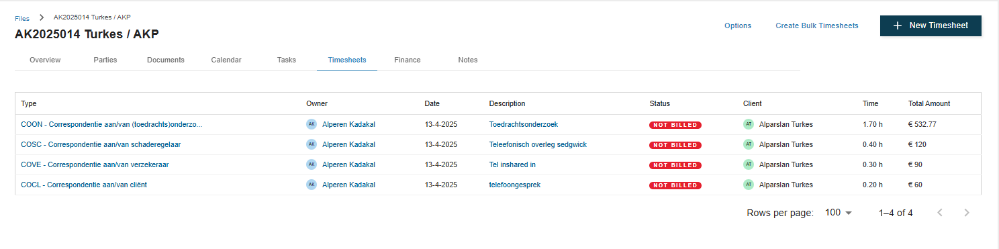 Files > AK2025014 Turkes / AKP
AK2025014 Turkes / AKP
Options Create Bulk Timesheets + New Timesheet
Overview Parties Documents Calendar Tasks Timesheets Finance Notes
Type Owner Date Description Status Client Time Total Amount
COON - Correspondentie aan/van (toedrachts)onderzo... AK Alperen Kadakal 13-4-2025 Toedrachtsonderzoek NOT BILLED AT Alparslan Turkes 1.70 h € 532.77
COSC - Correspondentie aan/van schaderegelaar AK Alperen Kadakal 13-4-2025 Teleefonisch overleg sedgwick NOT BILLED AT Alparslan Turkes 0.40 h € 120
COVE - Correspondentie aan/van verzekeraar AK Alperen Kadakal 13-4-2025 Tel inshared in NOT BILLED AT Alparslan Turkes 0.30 h € 90
COCL - Correspondentie aan/van cliënt AK Alperen Kadakal 13-4-2025 telefoongesprek NOT BILLED AT Alparslan Turkes 0.20 h € 60
Rows per page: 100 1–4 of 4